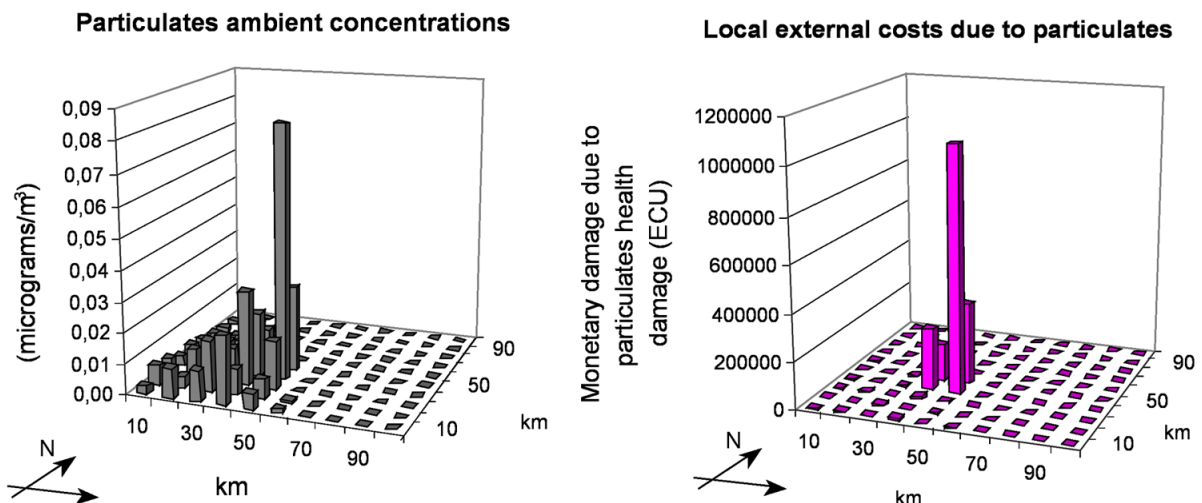 Particulates ambient concentrations
(micrograms/m³)
0,09
0,08
0,07
0,06
0,05
0,04
0,03
0,02
0,01
0,00
10
30
50
70
90
km
10
50
90
km
N
Local external costs due to particulates
Monetary damage due to
particulates health
damage (ECU)
1200000
1000000
800000
600000
400000
200000
0
10
30
50
70
90
km
10
50
90
km
N